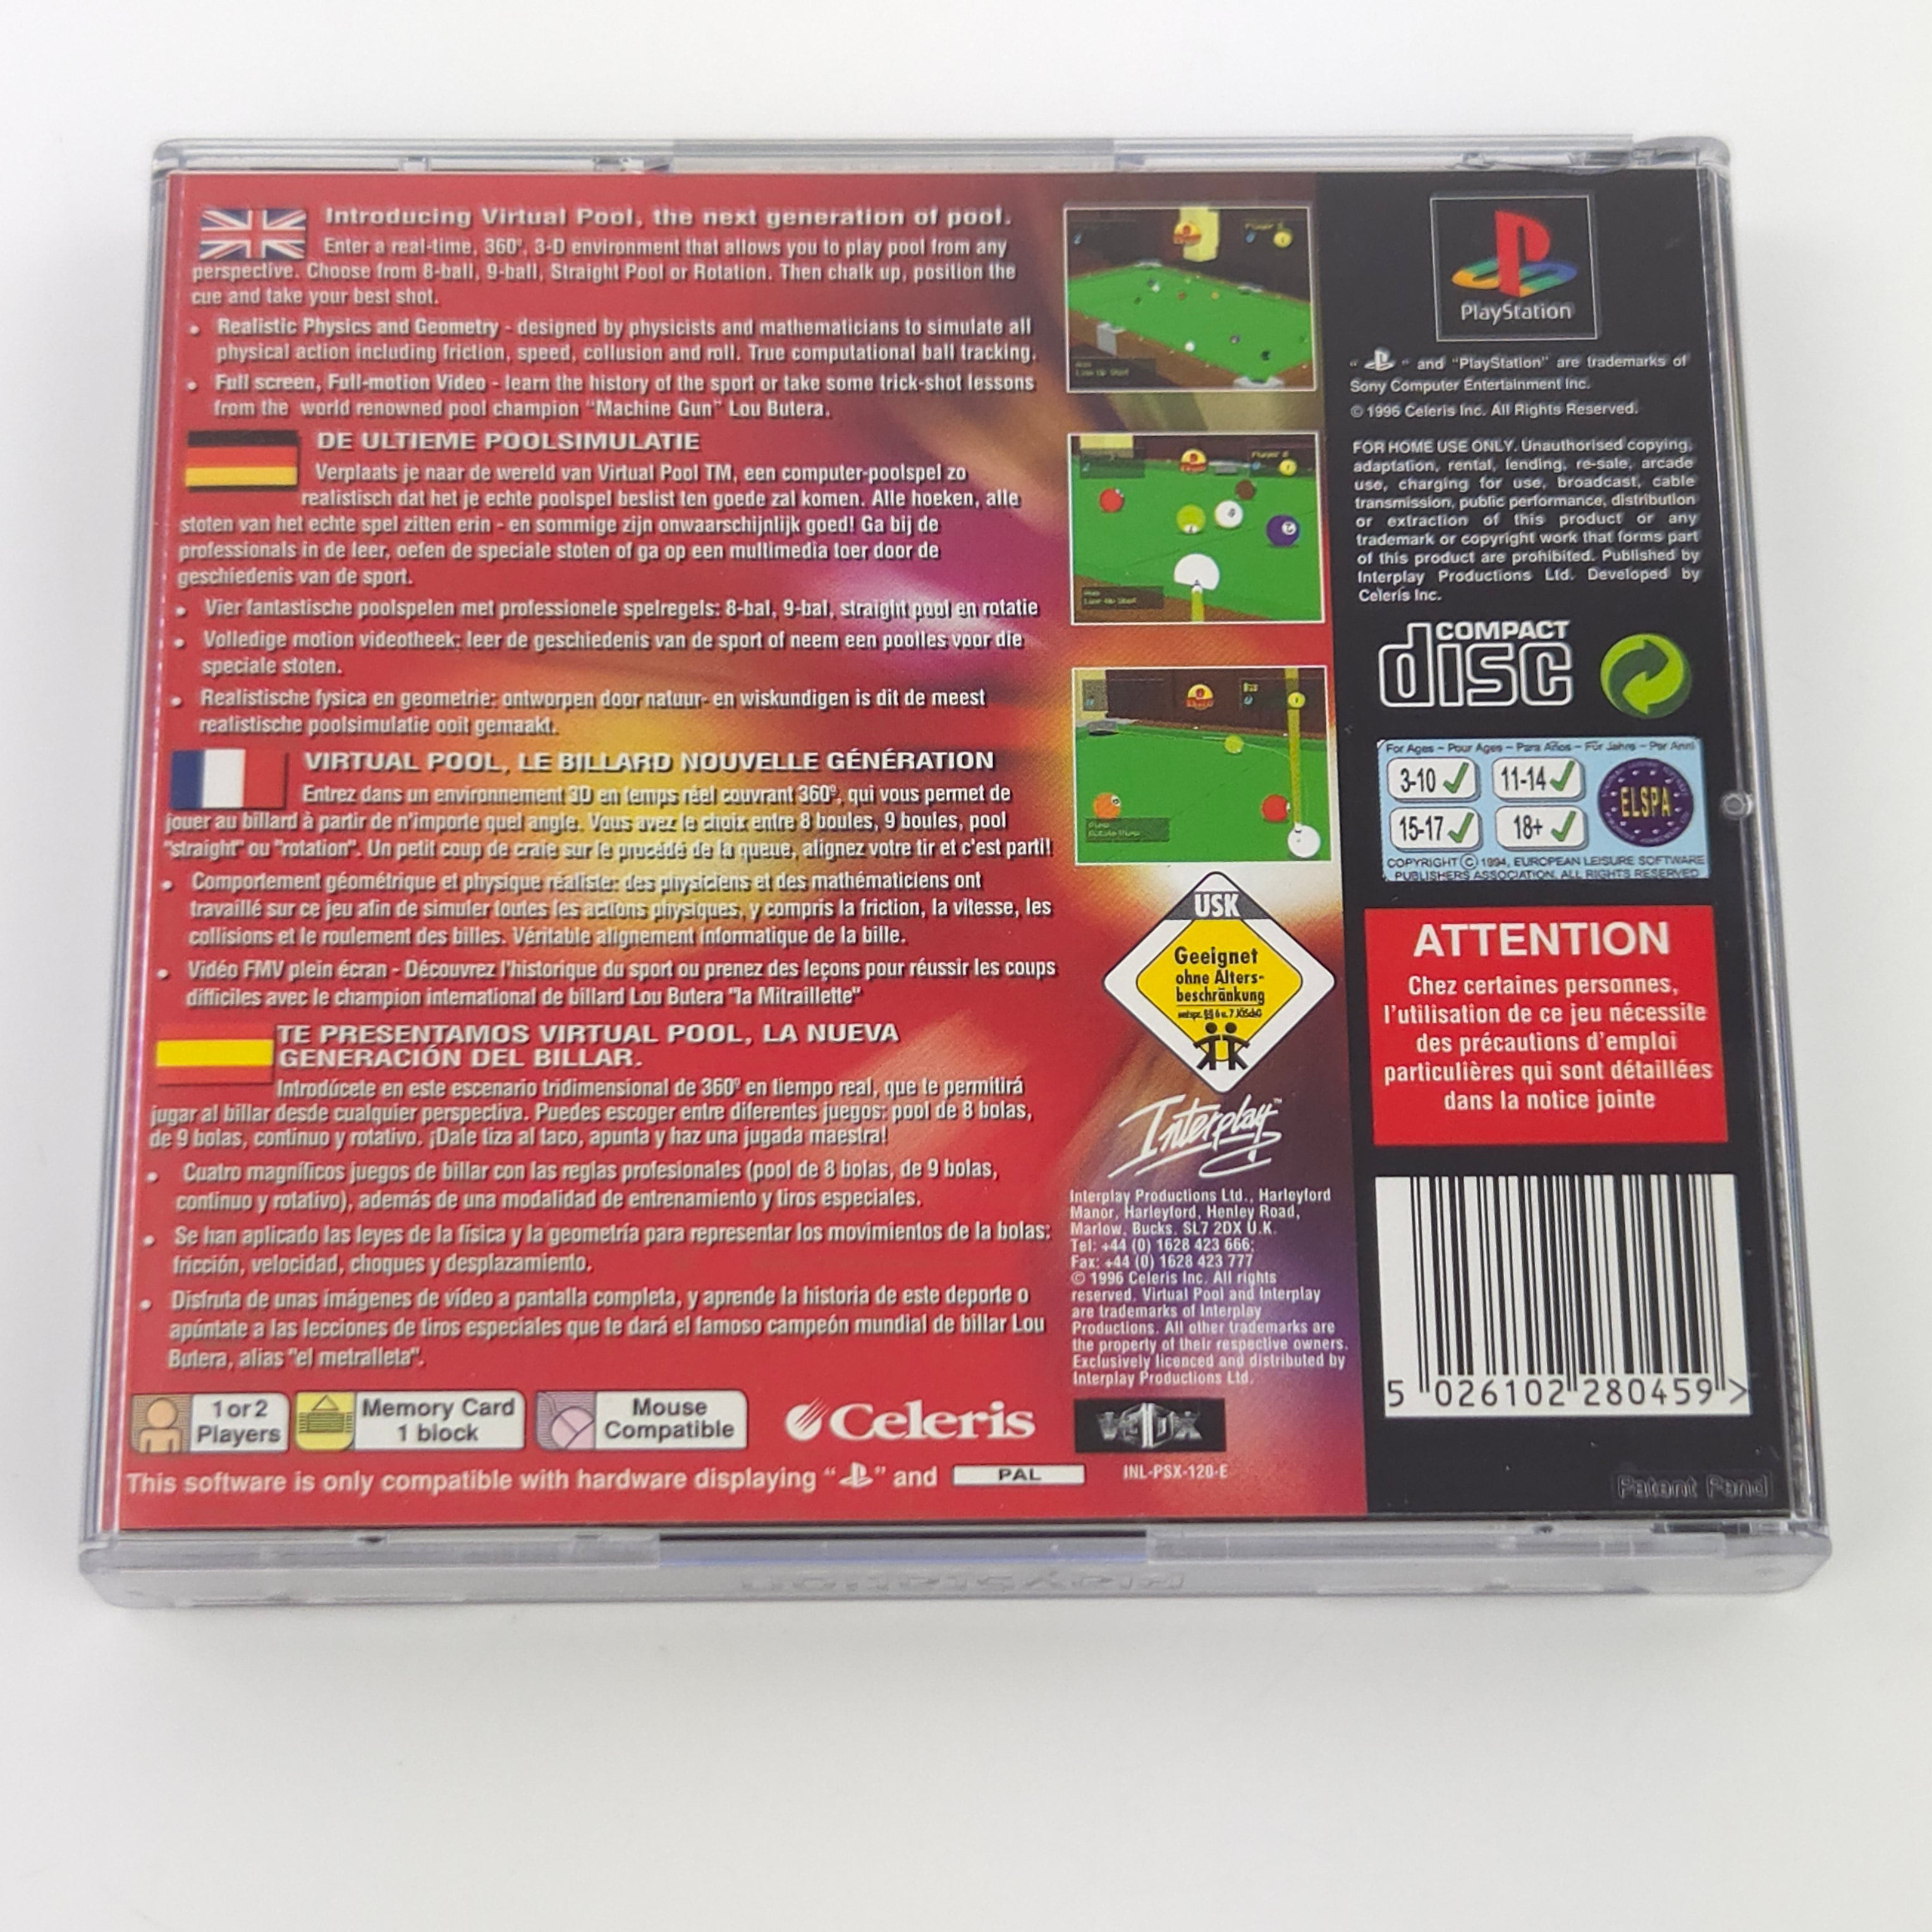 Introducing Virtual Pool, the next generation of pool.
Enter a real-time, 360º, 3-D environment that allows you to play pool from any
perspective. Choose from 8-ball, 9-ball, Straight Pool or Rotation. Then chalk up, position the
cue and take your best shot.
• Realistic Physics and Geometry - designed by physicists and mathematicians to simulate all
physical action including friction, speed, collusion and roll. True computational ball tracking.
• Full screen, Full-motion Video - learn the history of the sport or take some trick-shot lessons
from the world renowned pool champion "Machine Gun" Lou Butera.
DE ULTIEME POOLSIMULATIE
Verplaats je naar de wereld van Virtual Pool TM, een computer-poolspel zo
realistisch dat het je echte poolspel beslist ten goede zal komen. Alle hoeken, alle
stoten van het echte spel zitten erin - en sommige zijn onwaarschijnlijk goed! Ga bij de
professionals in de leer, oefen de speciale stoten of ga op een multimedia toer door de
geschiedenis van de sport.
• Vier fantastische poolspelen met professionele spelregels: 8-bal, 9-bal, straight pool en rotatie
• Volledige motion videotheek: leer de geschiedenis van de sport of neem een poolles voor die
speciale stoten.
• Realistische fysica en geometrie: ontworpen door natuur- en wiskundigen is dit de meest
realistische poolsimulatie ooit gemaakt.
VIRTUAL POOL, LE BILLARD NOUVELLE GÉNÉRATION
Entrez dans un environnement 3D en temps réel couvrant 360º, qui vous permet de
jouer au billard à partir de n'importe quel angle. Vous avez le choix entre 8 boules, 9 boules, pool
"straight" ou "rotation". Un petit coup de craie sur le procédé de la queue, alignez votre tir et c'est parti!
• Comportement géométrique et physique réaliste: des physiciens et des mathématiciens ont
travaillé sur ce jeu afin de simuler toutes les actions physiques, y compris la friction, la vitesse, les
collisions et le roulement des billes. Véritable alignement informatique de la bille.
• Vidéo FMV plein écran - Découvrez l'historique du sport ou prenez des leçons pour réussir les coups
difficiles avec le champion international de billard Lou Butera "la Mitraillette"
TE PRESENTAMOS VIRTUAL POOL, LA NUEVA
GENERACIÓN DEL BILLAR.
Introdúcete en este escenario tridimensional de 360º en tiempo real, que te permitirá
jugar al billar desde cualquier perspectiva. Puedes escoger entre diferentes juegos: pool de 8 bolas,
de 9 bolas, continuo y rotativo. ¡Dale tiza al taco, apunta y haz una jugada maestra!
• Cuatro magníficos juegos de billar con las reglas profesionales (pool de 8 bolas, de 9 bolas,
continuo y rotativo), además de una modalidad de entrenamiento y tiros especiales.
• Se han aplicado las leyes de la física y la geometría para representar los movimientos de la bolas:
fricción, velocidad, choques y desplazamiento.
• Disfruta de unas imágenes de vídeo a pantalla completa, y aprende la historia de este deporte o
apúntate a las lecciones de tiros especiales que te dará el famoso campeón mundial de billar Lou
Butera, alias "el metralleta".
1 or 2
Players
Memory Card
1 block
Mouse
Compatible
Celeris
This software is only compatible with hardware displaying " " and PAL
USK
Geeignet
ohne Alters-
beschränkung
Interplay™
Interplay Productions Ltd., Harleyford
Manor, Harleyford, Henley Road,
Marlow, Bucks. SL7 2DX U.K.
Tel: +44 (0) 1628 423 666;
Fax: +44 (0) 1628 423 777
© 1996 Celeris Inc. All rights
reserved. Virtual Pool and Interplay
are trademarks of Interplay
Productions. All other trademarks are
the property of their respective owners.
Exclusively licenced and distributed by
Interplay Productions Ltd.
INL-PSX-120-E
PlayStation
" " and "PlayStation" are trademarks of
Sony Computer Entertainment Inc.
© 1996 Celeris Inc. All Rights Reserved.
FOR HOME USE ONLY. Unauthorised copying,
adaptation, rental, lending, re-sale, arcade
use, charging for use, broadcast, cable
transmission, public performance, distribution
or extraction of this product or any
trademark or copyright work that forms part
of this product are prohibited. Published by
Interplay Productions Ltd. Developed by
Celeris Inc.
COMPACT
disc
For Ages – Pour Ages – Para Años – Für Jahre – Per Anni
3-10 11-14
15-17 18+
ELSPA
COPYRIGHT © 1994, EUROPEAN LEISURE SOFTWARE
PUBLISHERS ASSOCIATION. ALL RIGHTS RESERVED
ATTENTION
Chez certaines personnes,
l'utilisation de ce jeu nécessite
des précautions d'emploi
particulières qui sont détaillées
dans la notice jointe
5 026102 280459 >
Patent Pend